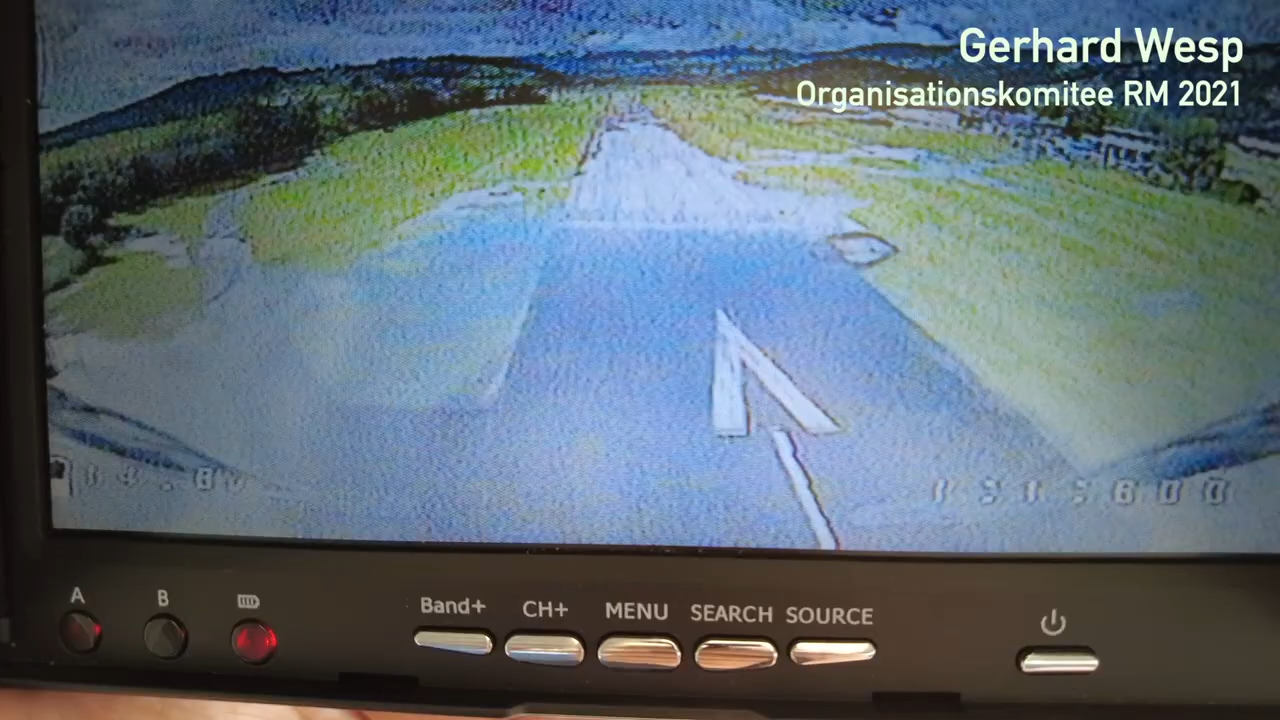 Gerhard Wesp
Organisationskomitee RM 2021
A
B
Band+
CH+
MENU
SEARCH
SOURCE